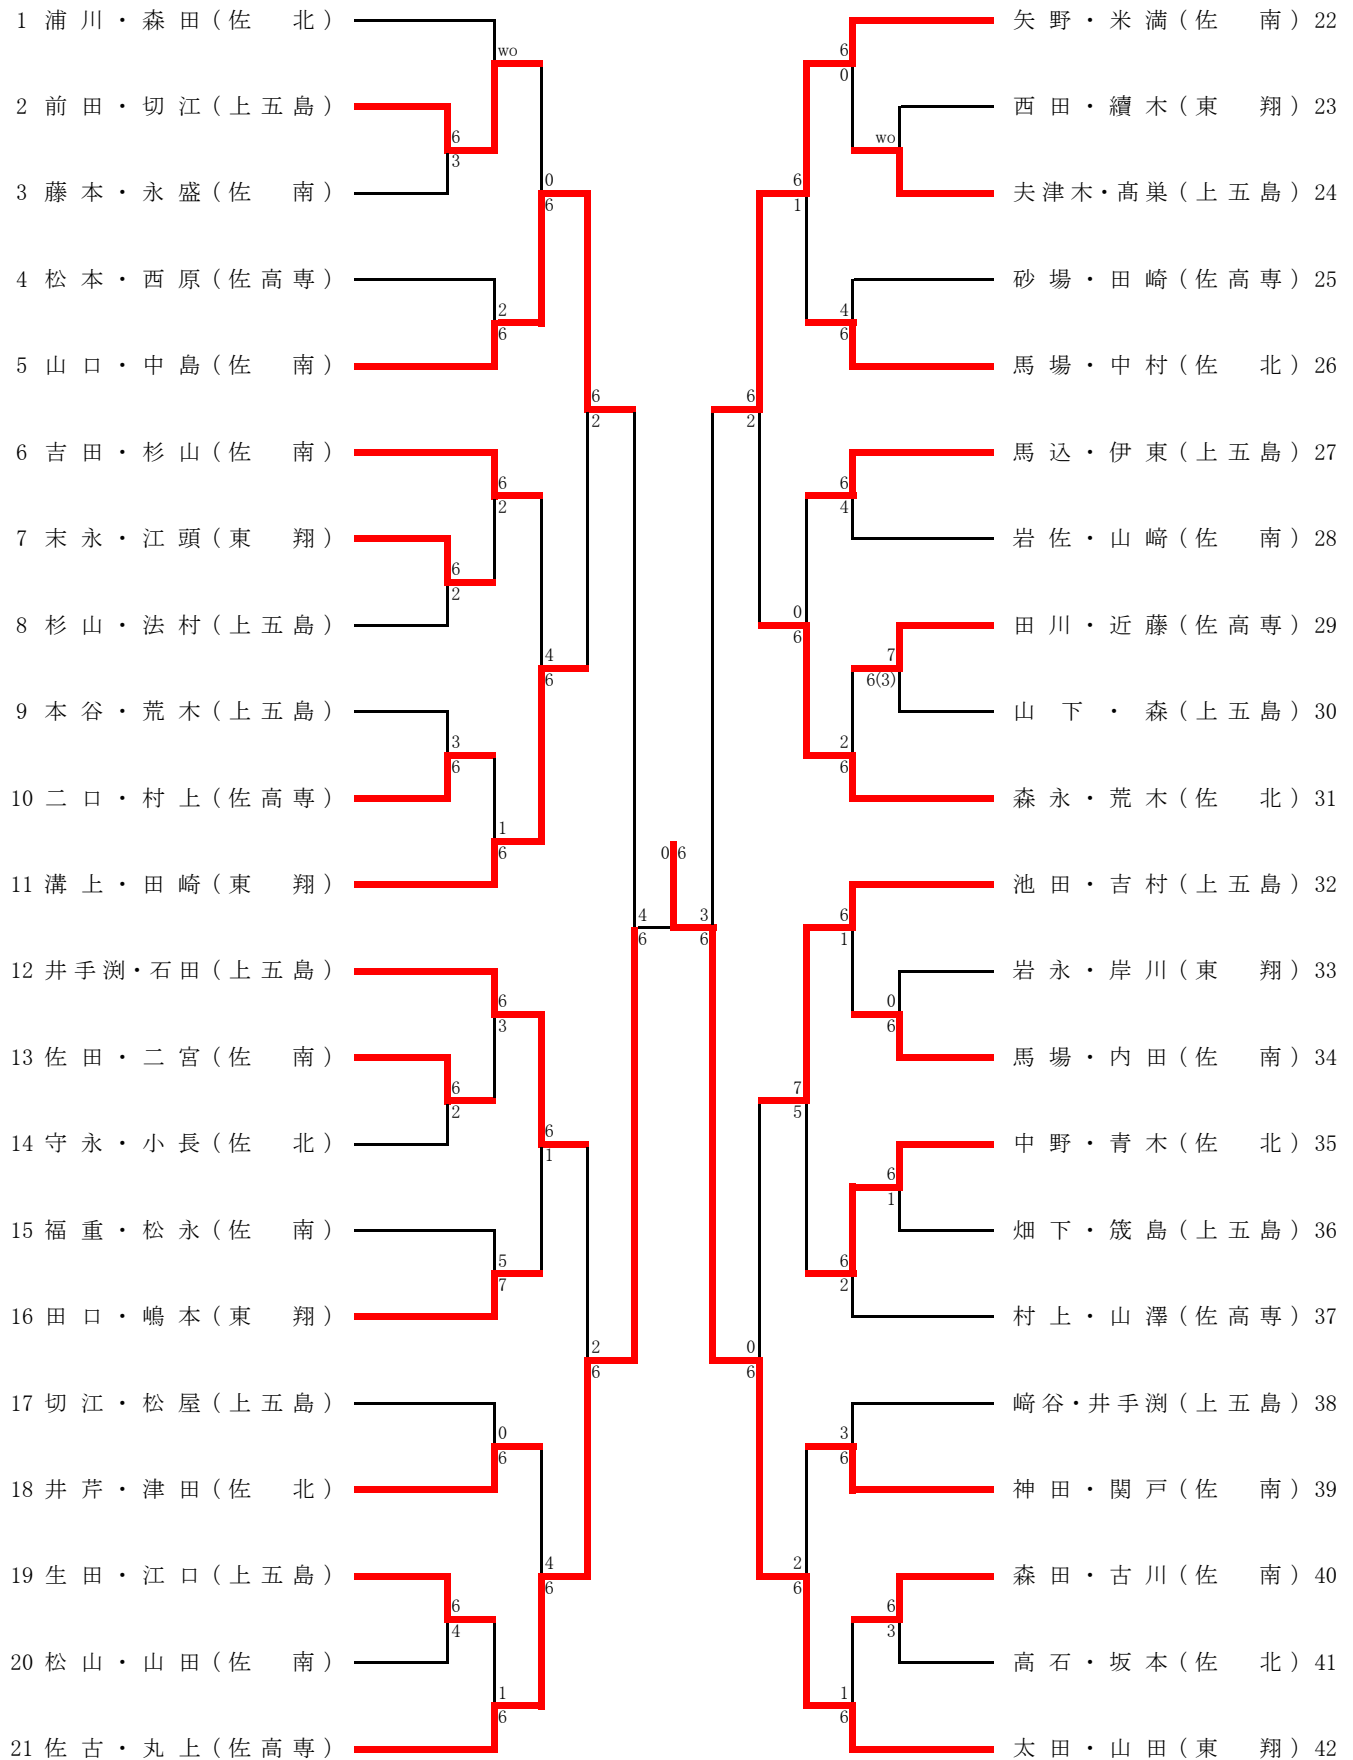 1 浦川・森田(佐 北)
2 前田・切江(上五島)
3 藤本・永盛(佐 南)
4 松本・西原(佐高専)
5 山口・中島(佐 南)
6 吉田・杉山(佐 南)
7 末永・江頭(東 翔)
8 杉山・法村(上五島)
9 本谷・荒木(上五島)
10 二口・村上(佐高専)
11 溝上・田崎(東 翔)
12 井手渕・石田(上五島)
13 佐田・二宮(佐 南)
14 守永・小長(佐 北)
15 福重・松永(佐 南)
16 田口・嶋本(東 翔)
17 切江・松屋(上五島)
18 井芹・津田(佐 北)
19 生田・江口(上五島)
20 松山・山田(佐 南)
21 佐古・丸上(佐高専)
wo
6
3
0
6
2
6
6
2
6
2
6
2
4
6
3
6
1
6
4
6
6
3
6
2
6
1
5
7
2
6
0
6
4
6
6
4
1
6
0 6
3
6
6
0
wo
6
1
4
6
6
2
6
4
0
6
7
6(3)
2
6
6
1
0
6
7
5
6
1
6
2
0
6
3
6
2
6
6
3
1
6
矢野・米満(佐 南) 22
西田・續木(東 翔) 23
夫津木・髙巣(上五島) 24
砂場・田崎(佐高専) 25
馬場・中村(佐 北) 26
馬込・伊東(上五島) 27
岩佐・山﨑(佐 南) 28
田川・近藤(佐高専) 29
山下・森(上五島) 30
森永・荒木(佐 北) 31
池田・吉村(上五島) 32
岩永・岸川(東 翔) 33
馬場・内田(佐 南) 34
中野・青木(佐 北) 35
畑下・筬島(上五島) 36
村上・山澤(佐高専) 37
﨑谷・井手渕(上五島) 38
神田・関戸(佐 南) 39
森田・古川(佐 南) 40
高石・坂本(佐 北) 41
太田・山田(東 翔) 42